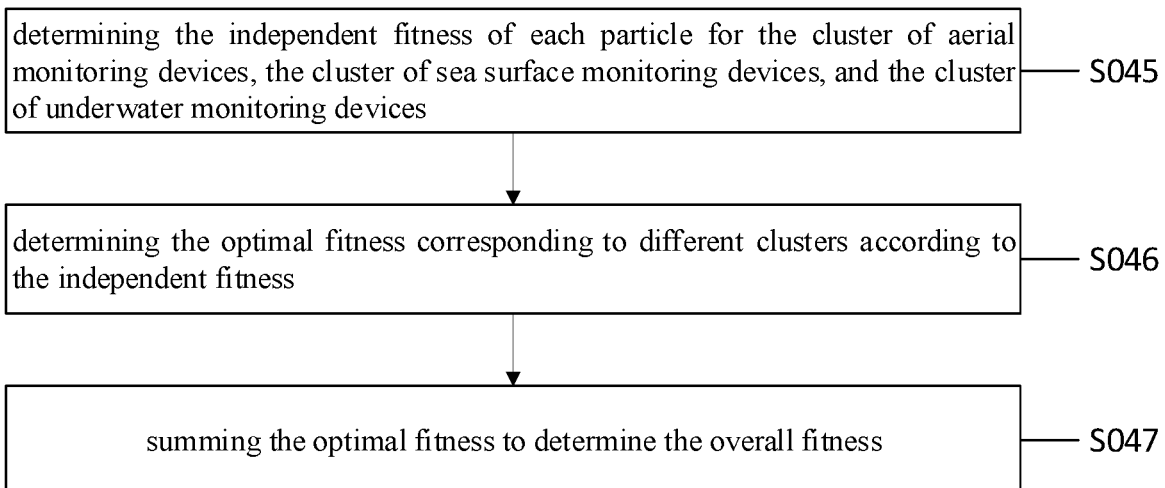 determining the independent fitness of each particle for the cluster of aerial
monitoring devices, the cluster of sea surface monitoring devices, and the cluster
of underwater monitoring devices
S045
determining the optimal fitness corresponding to different clusters according to
the independent fitness
S046
summing the optimal fitness to determine the overall fitness
S047